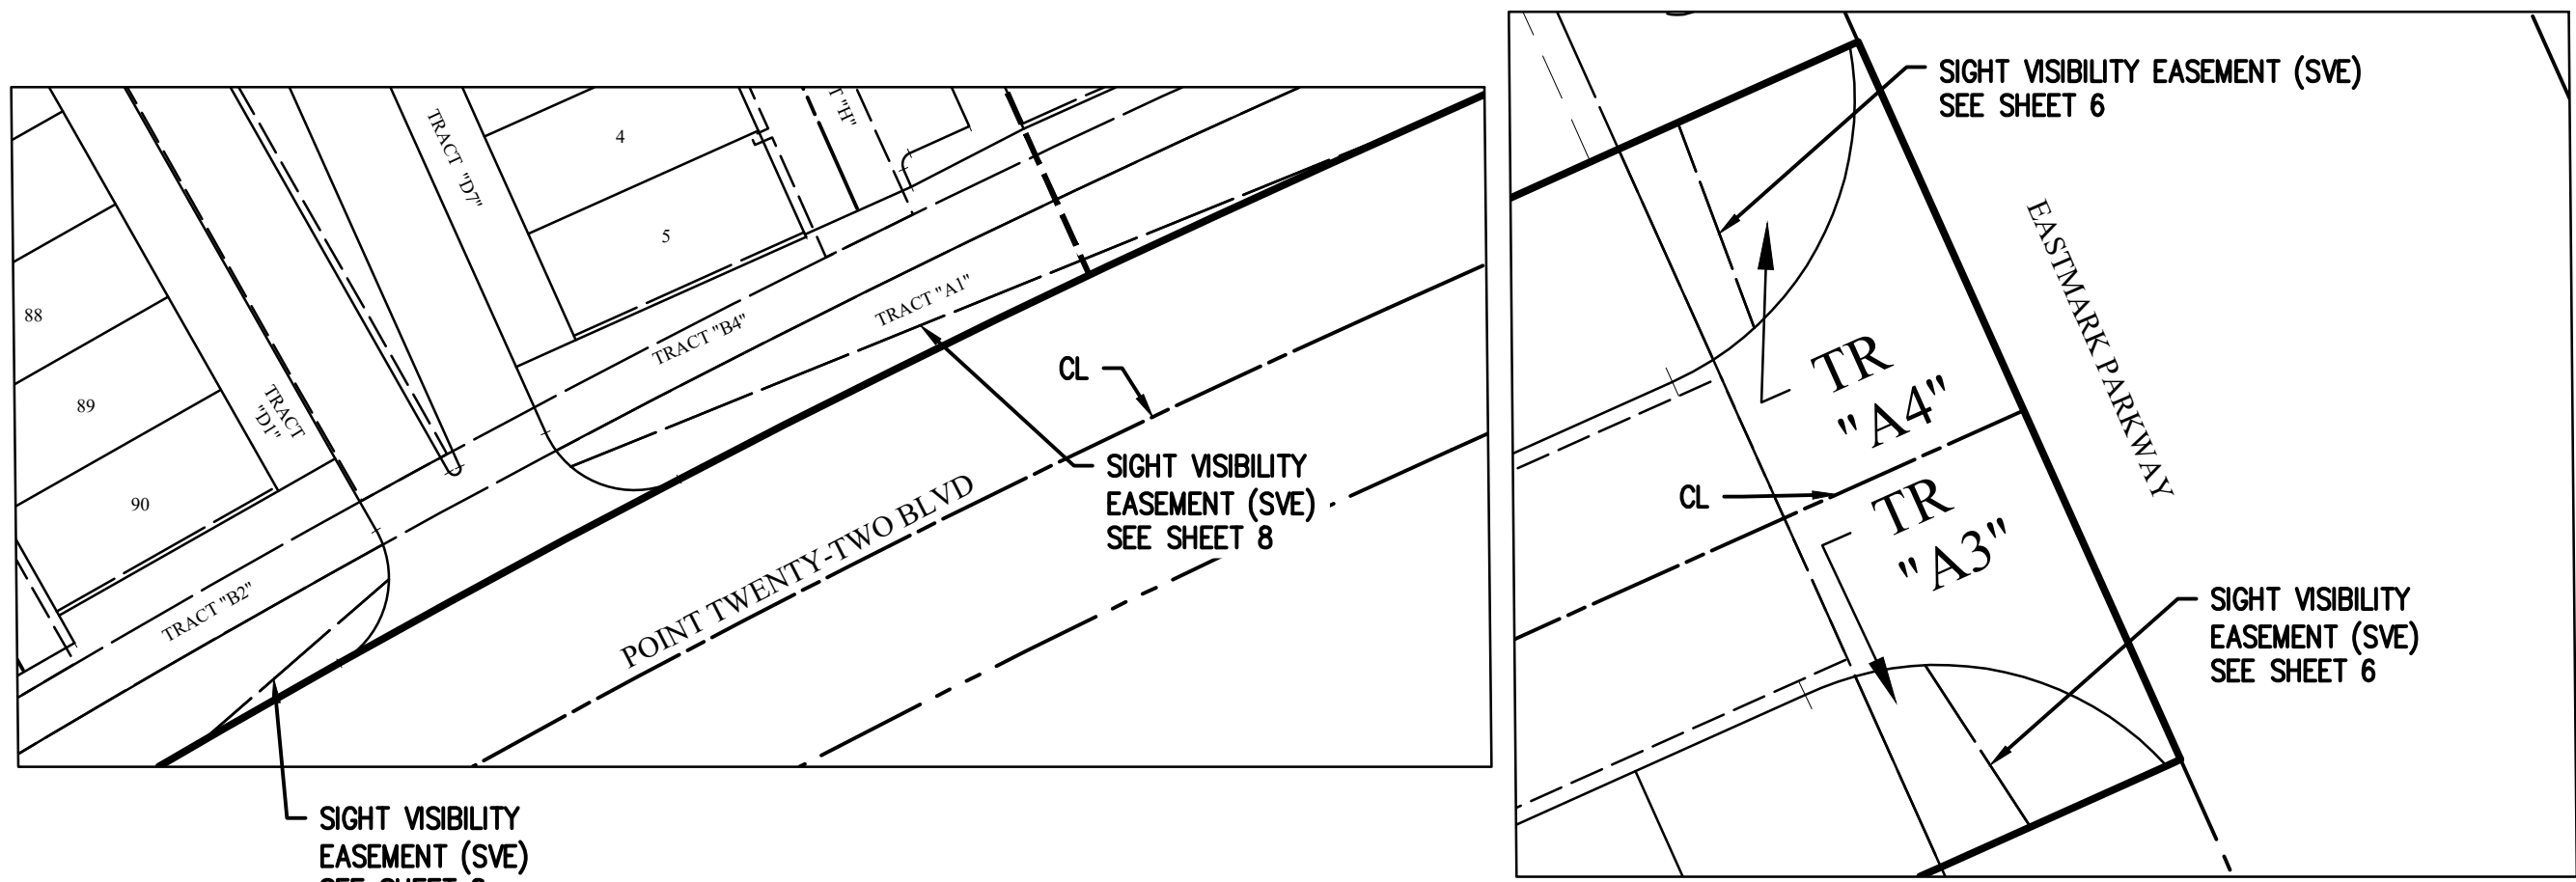 88
89
90
TRACT
"D1"
TRACT "B2"
TRACT "D7"
4
5
T "H"
TRACT "B4"
TRACT "A1"
CL
POINT TWENTY-TWO BLVD
SIGHT VISIBILITY
EASEMENT (SVE)
SEE SHEET 8
SIGHT VISIBILITY
EASEMENT (SVE)
SIGHT VISIBILITY EASEMENT (SVE)
SEE SHEET 6
EASTMARK PARKWAY
TR
"A4"
CL
TR
"A3"
SIGHT VISIBILITY
EASEMENT (SVE)
SEE SHEET 6